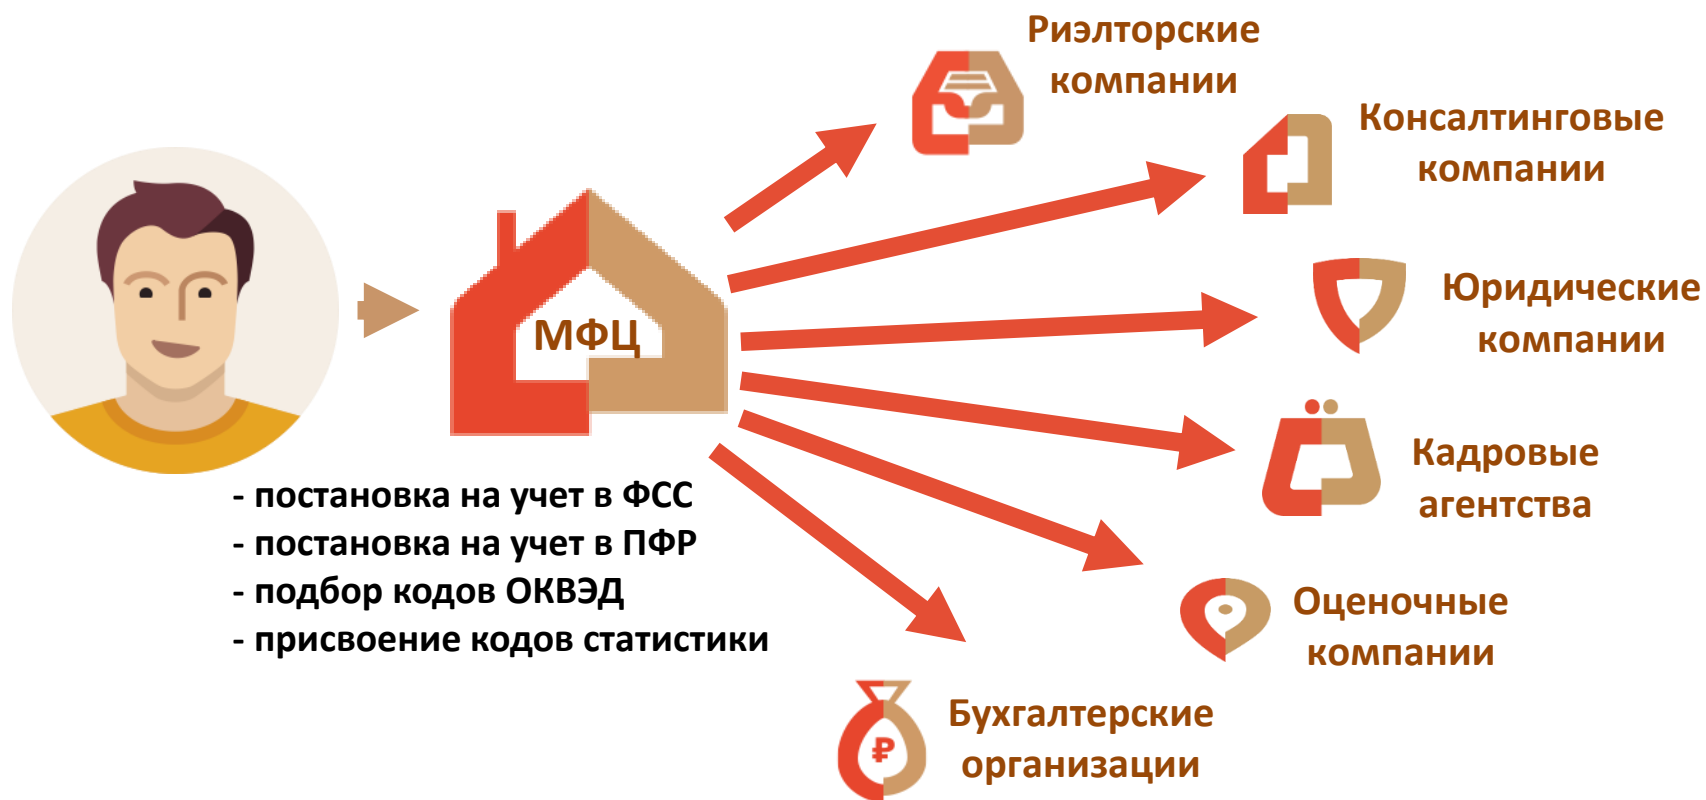 Риэлторские
компании
Консалтинговые
компании
Юридические
компании
МФЦ
Кадровые
агентства
- постановка на учет в ФСС
- постановка на учет в ПФР
- подбор кодов ОКВЭД
- присвоение кодов статистики
Оценочные
компании
Бухгалтерские
организации
₽